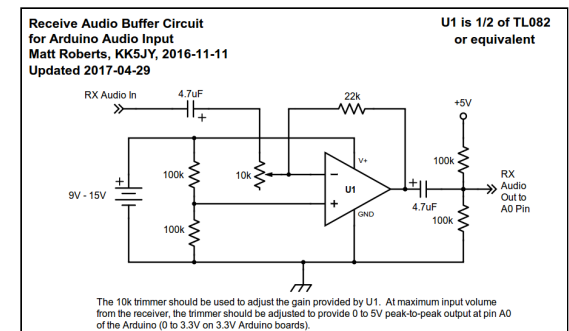 Receive Audio Buffer Circuit
for Arduino Audio Input
Matt Roberts, KK5JY, 2016-11-11
Updated 2017-04-29
U1 is 1/2 of TL082
or equivalent
RX Audio In
4.7uF
+
22k
+5V
100k
10k
V+
−
U1
+
GND
+
9V - 15V
100k
+
4.7uF
100k
RX
Audio
Out to
A0 Pin
100k
The 10k trimmer should be used to adjust the gain provided by U1. At maximum input volume
from the receiver, the trimmer should be adjusted to provide 0 to 5V peak-to-peak output at pin A0
of the Arduino (0 to 3.3V on 3.3V Arduino boards).